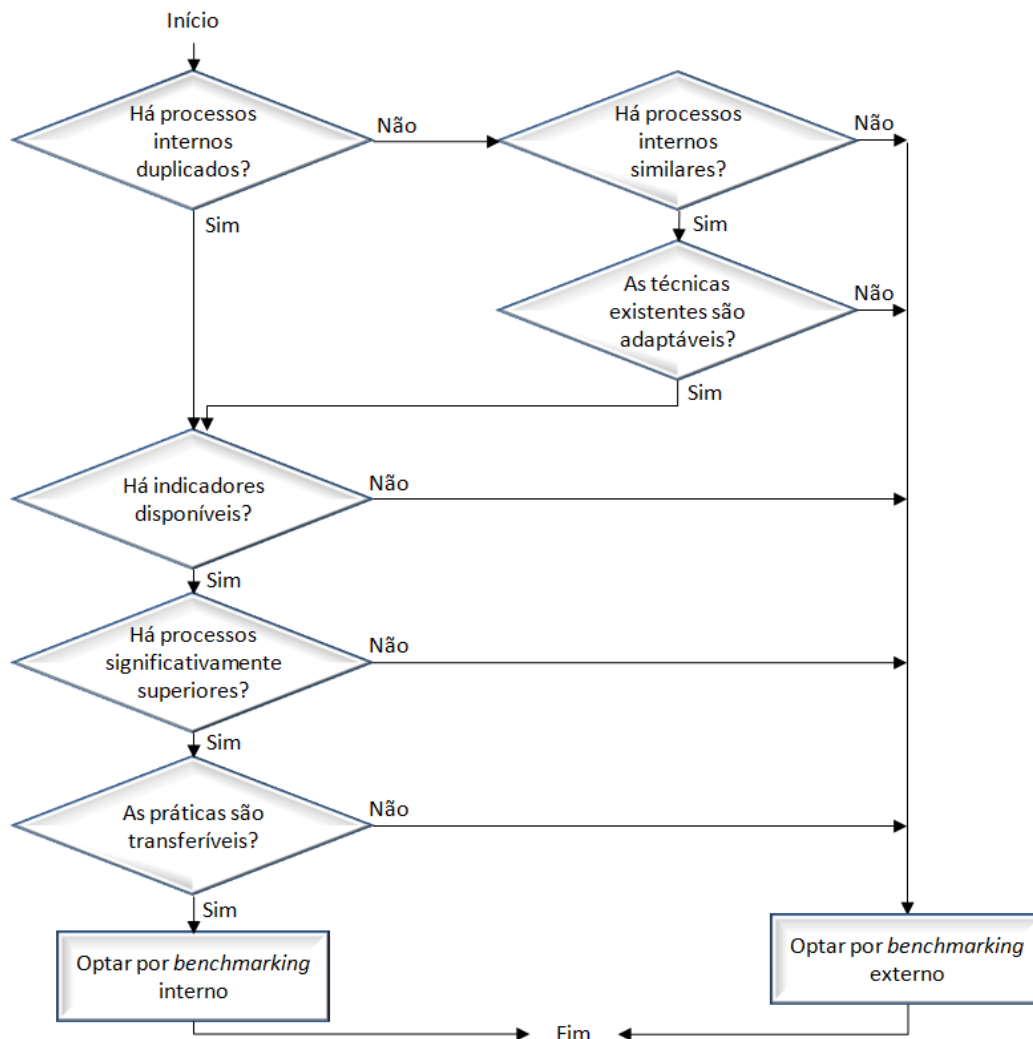 Início
Há processos
internos
duplicados?
Não
Há processos
internos
similares?
Não
Sim
Sim
As técnicas
existentes são
adaptáveis?
Não
Sim
Há indicadores
disponíveis?
Não
Sim
Há processos
significativamente
superiores?
Não
Sim
As práticas são
transferíveis?
Não
Sim
Optar por benchmarking
interno
Optar por benchmarking
externo
Fim